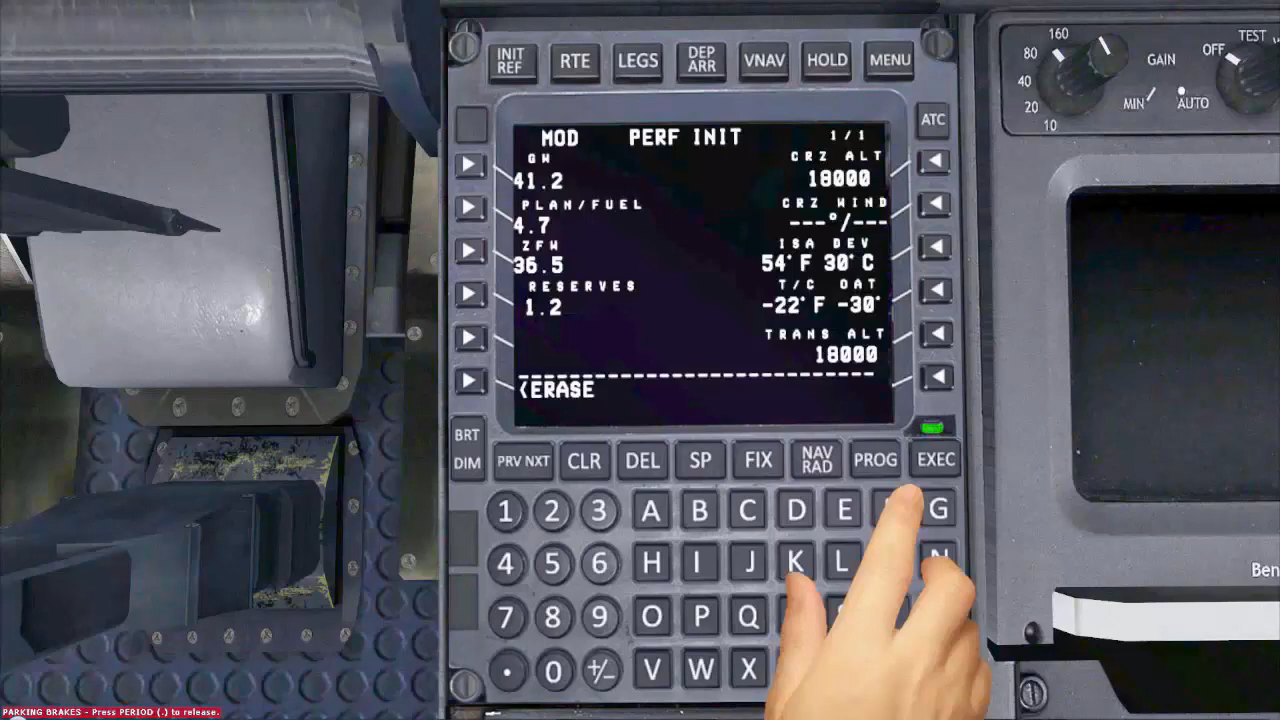 INIT REF RTE LEGS DEP ARR VNAV HOLD MENU
ATC
MOD PERF INIT 1/1
GW CRZ ALT
41.2 18000
PLAN/FUEL CRZ WIND
4.7 ---°/---
ZFW ISA DEV
36.5 54°F 30°C
RESERVES T/C OAT
1.2 -22°F -30°
TRANS ALT
18000
<ERASE
BRT DIM
PRV NXT CLR DEL SP FIX NAV RAD PROG EXEC
1 2 3 A B C D E G
4 5 6 H I J K L N
7 8 9 O P Q
. 0 +/- V W X
160
80
40
20
10
GAIN
MIN AUTO
OFF TEST
Ben
PARKING BRAKES - Press PERIOD (.) to release.